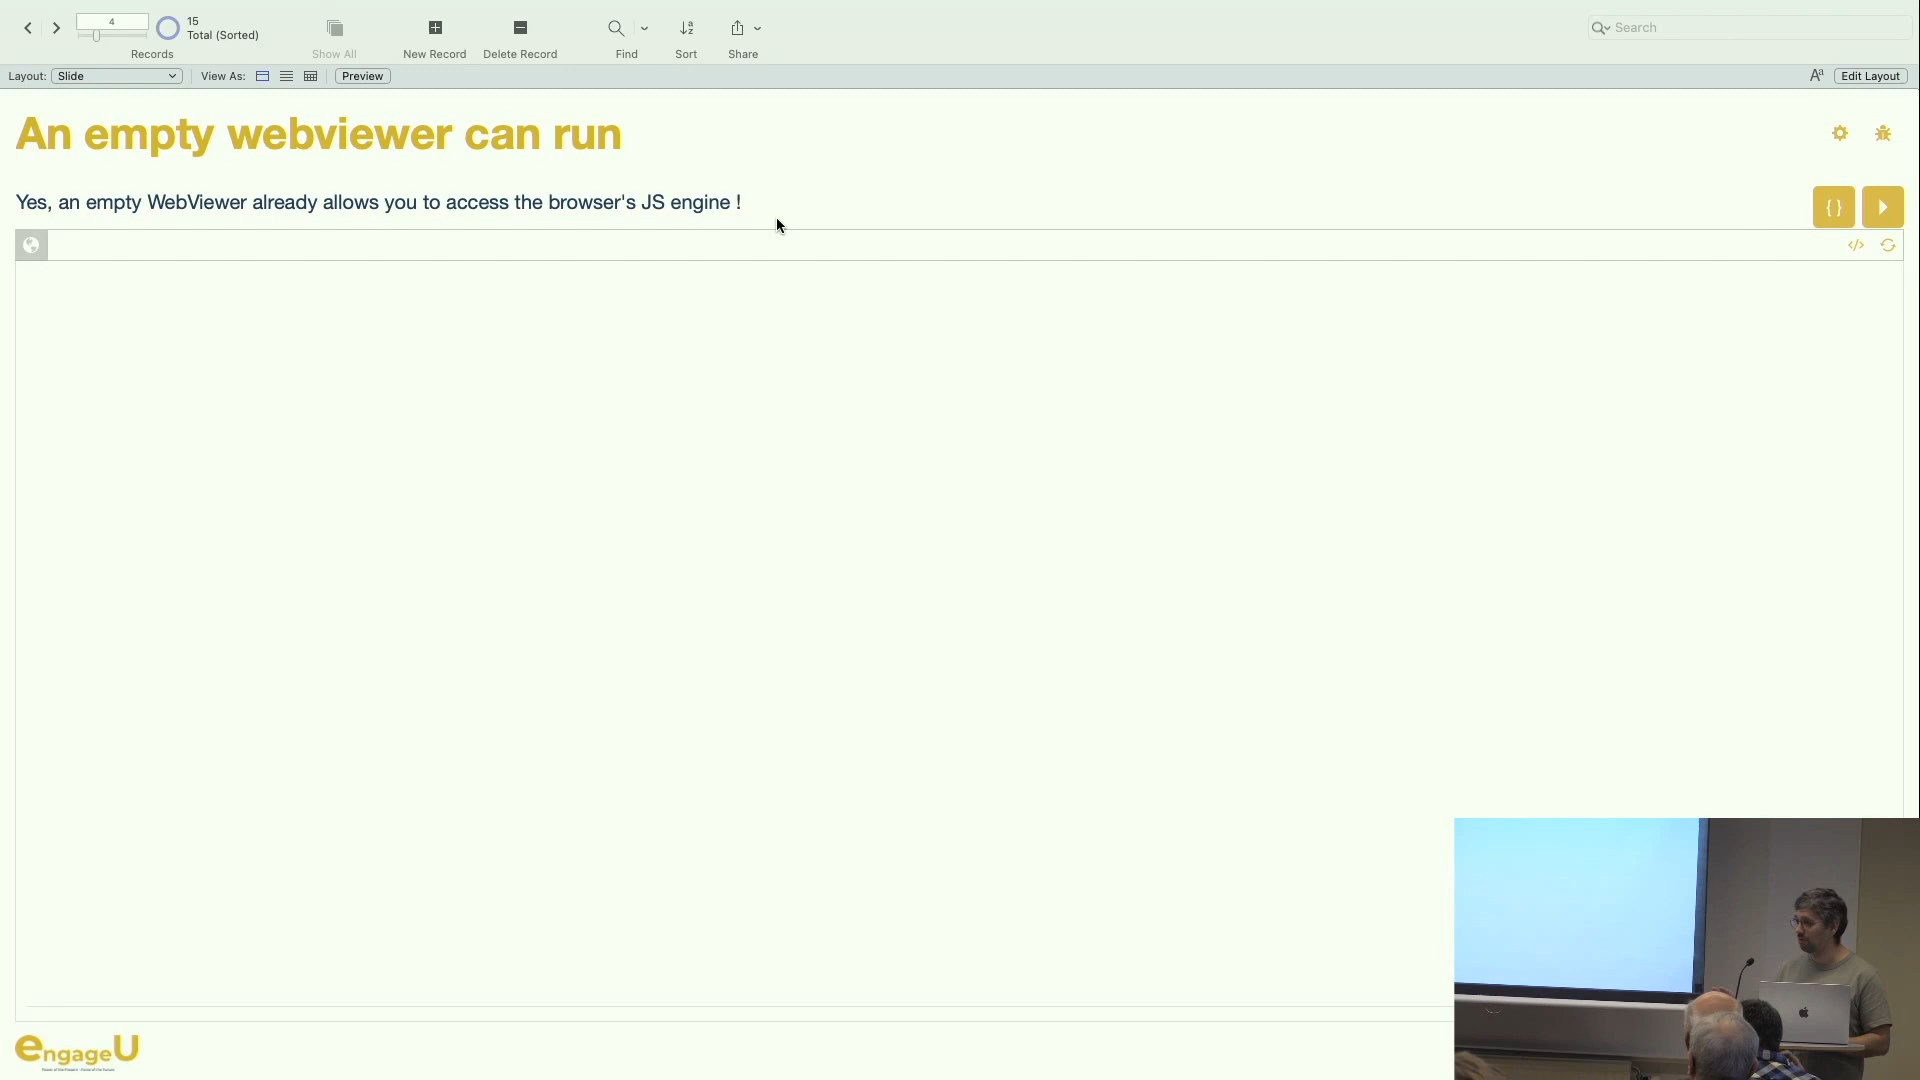 4
15
Total (Sorted)
Records
Show All
New Record
Delete Record
Find
Sort
Share
Search
Layout: Slide
View As:
Preview
Aa
Edit Layout
An empty webviewer can run
Yes, an empty WebViewer already allows you to access the browser's JS engine !
{ }
</>
engageU